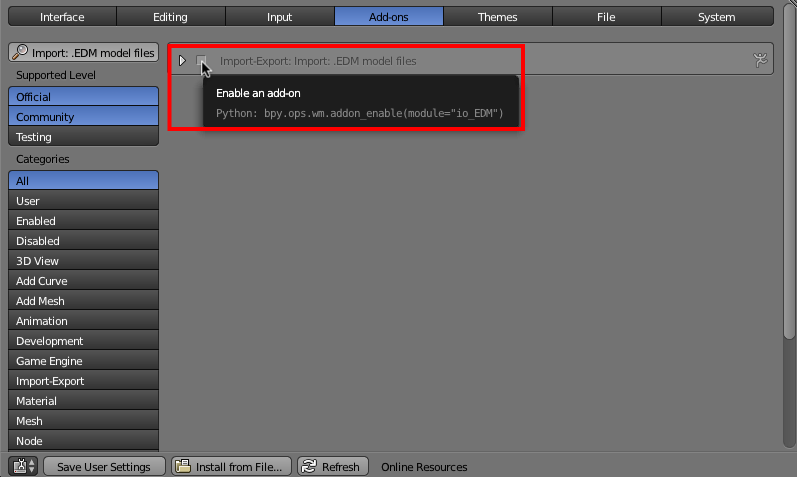 Interface Editing Input Add-ons Themes File System
Import: .EDM model files
Supported Level
Official
Community
Testing
Categories
All
User
Enabled
Disabled
3D View
Add Curve
Add Mesh
Animation
Development
Game Engine
Import-Export
Material
Mesh
Node
Import-Export: Import: .EDM model files
Enable an add-on
Python: bpy.ops.wm.addon_enable(module="io_EDM")
Save User Settings Install from File... Refresh Online Resources